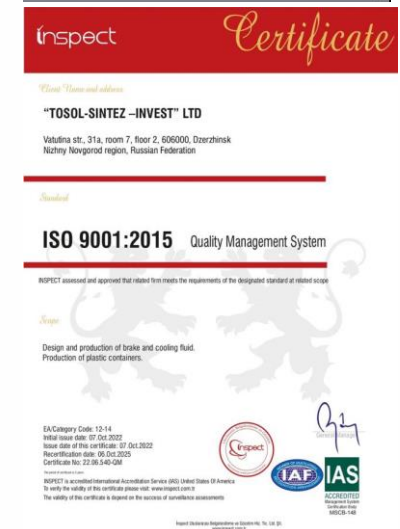 inspect
Certificate
Client Name and address
“TOSOL-SINTEZ –INVEST” LTD
Vatutina str., 31a, room 7, floor 2, 606000, Dzerzhinsk
Nizhny Novgorod region, Russian Federation
Standard
ISO 9001:2015 Quality Management System
INSPECT assessed and approved that related firm meets the requirements of the designated standard at related scope
Scope
Design and production of brake and cooling fluid.
Production of plastic containers.
EA/Category Code: 12-14
Initial issue date: 07.Oct.2022
Issue date of this certificate: 07.Oct.2022
Recertification date: 06.Oct.2025
Certificate No: 22.06.540-QM
INSPECT is accredited International Accreditation Service (IAS) United States Of America
To verify the validity of this certificate please visit: www.inspect.com.tr
The validity of this certificate is depend on the success of surveillance assessments
General Manager
inspect
IAF
IAS
ACCREDITED
Management Systems
Certification Body
MSCB-148